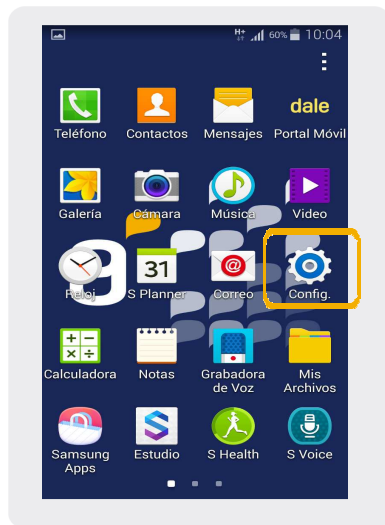 H+ 60% 10:04
dale
Teléfono Contactos Mensajes Portal Móvil
Galería Cámara Música Video
31
@
Reloj S Planner Correo Config.
Calculadora Notas Grabadora de Voz Mis Archivos
S
Samsung Apps Estudio S Health S Voice